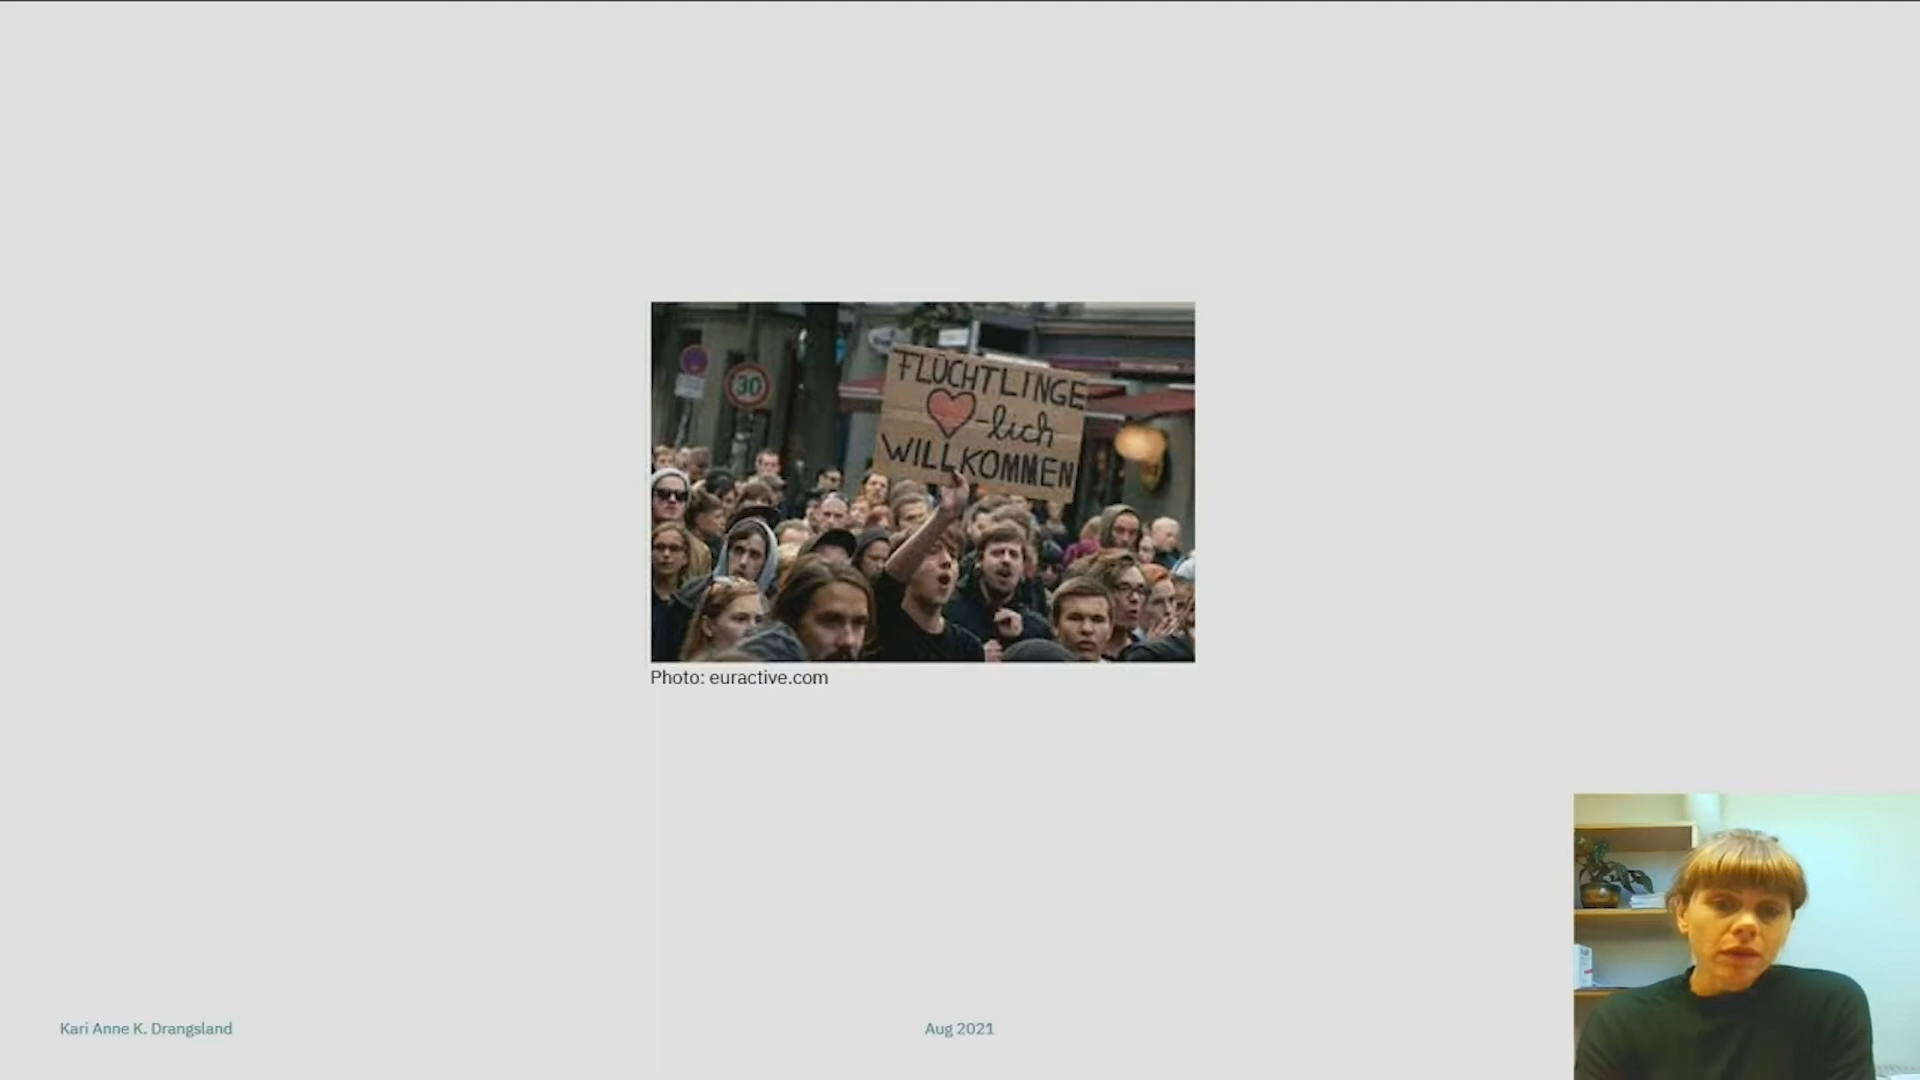 30
FLÜCHTLINGE
-lich
WILLKOMMEN
Photo: euractive.com
Kari Anne K. Drangsland
Aug 2021